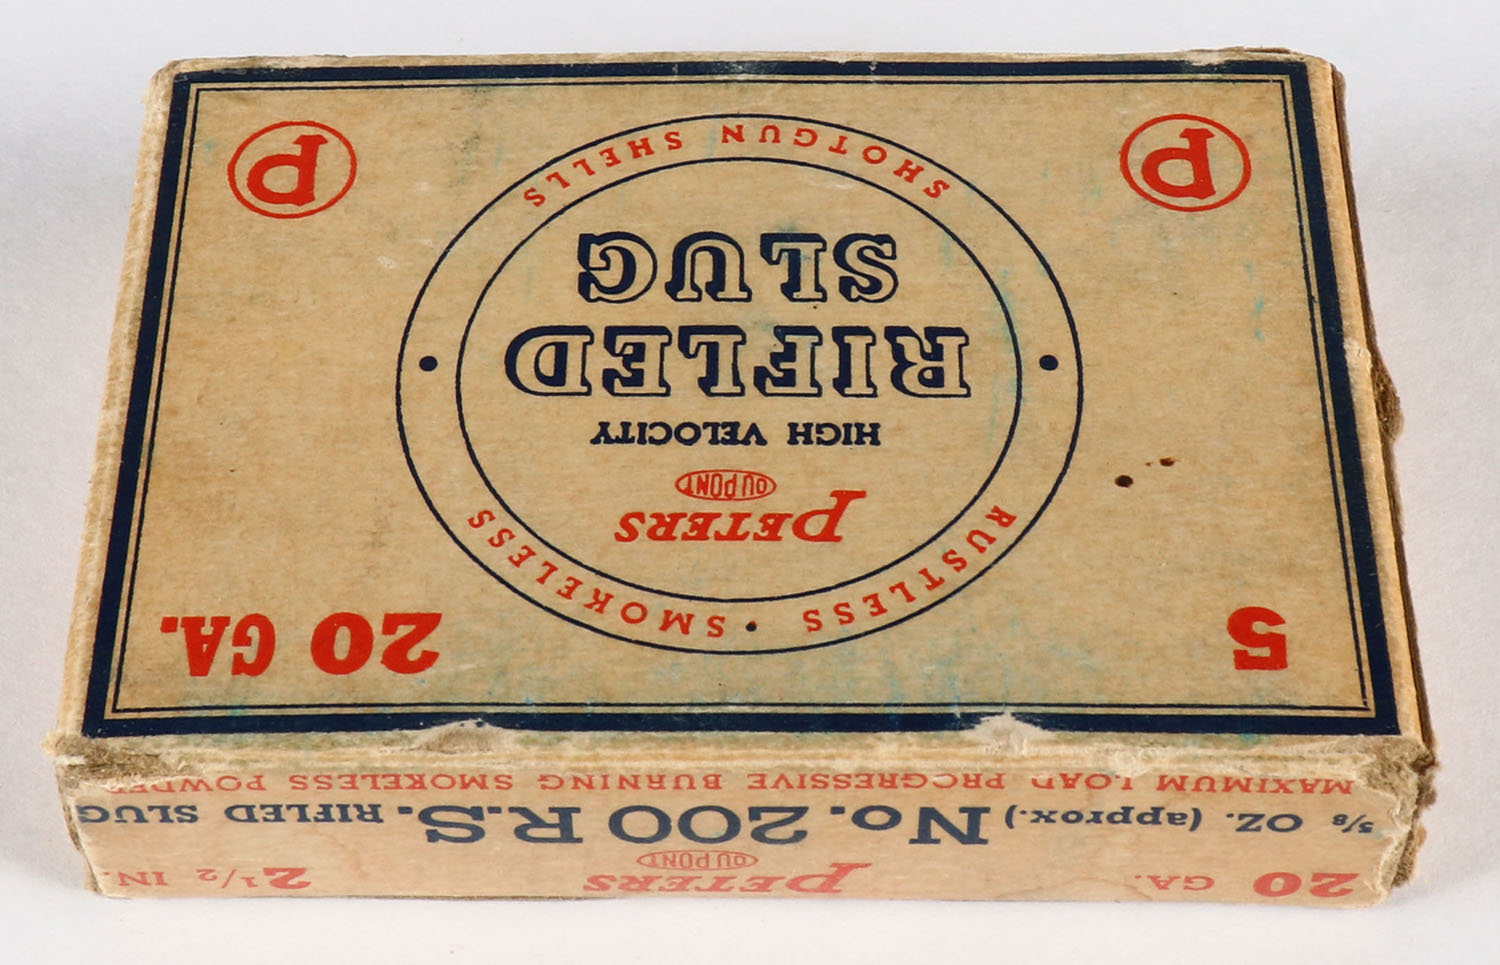 20 GA. PETERS 2 1/2 IN.
DU PONT
5/8 OZ. (approx.) No. 200 R.S. RIFLED SLUG
MAXIMUM LOAD PROGRESSIVE BURNING SMOKELESS POWDER
5 20 GA.
RUSTLESS • SMOKELESS
PETERS
DU PONT
HIGH VELOCITY
RIFLED
SLUG
SHOTGUN SHELLS
P P